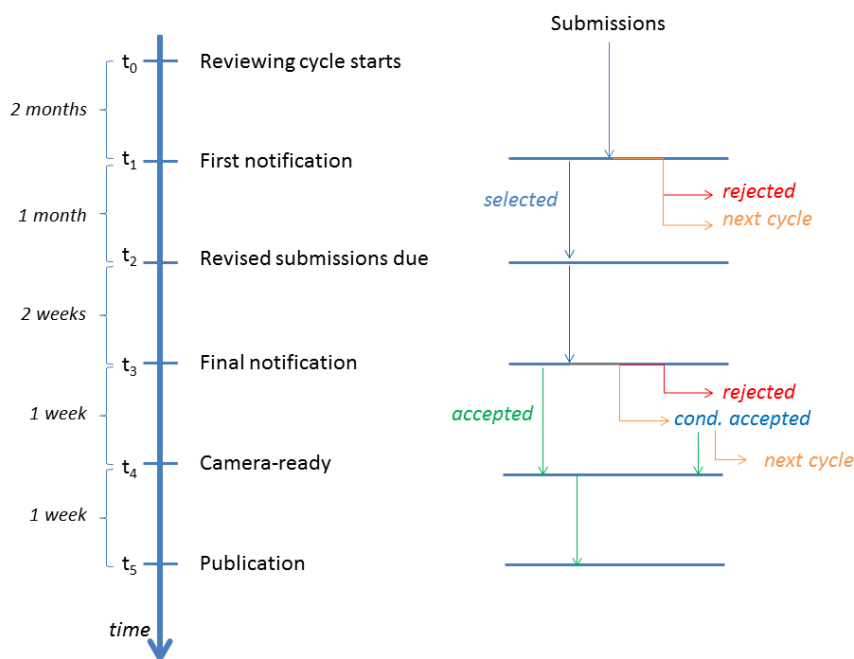 Submissions
t0 Reviewing cycle starts
2 months
t1 First notification
rejected
selected
1 month
next cycle
t2 Revised submissions due
2 weeks
t3 Final notification
rejected
1 week
accepted
cond. accepted
t4 Camera-ready
next cycle
1 week
t5 Publication
time